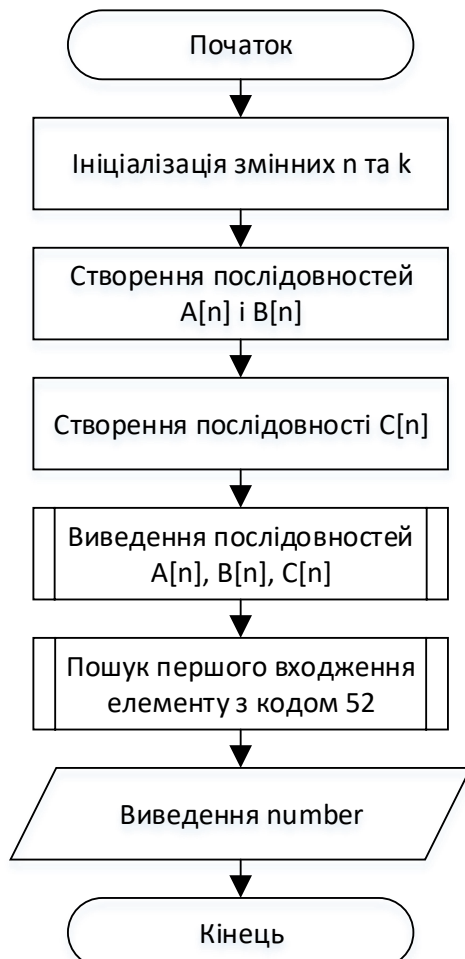 Початок
Ініціалізація змінних n та k
Створення послідовностей
A[n] і B[n]
Створення послідовності C[n]
Виведення послідовностей
A[n], B[n], C[n]
Пошук першого входження
елементу з кодом 52
Виведення number
Кінець